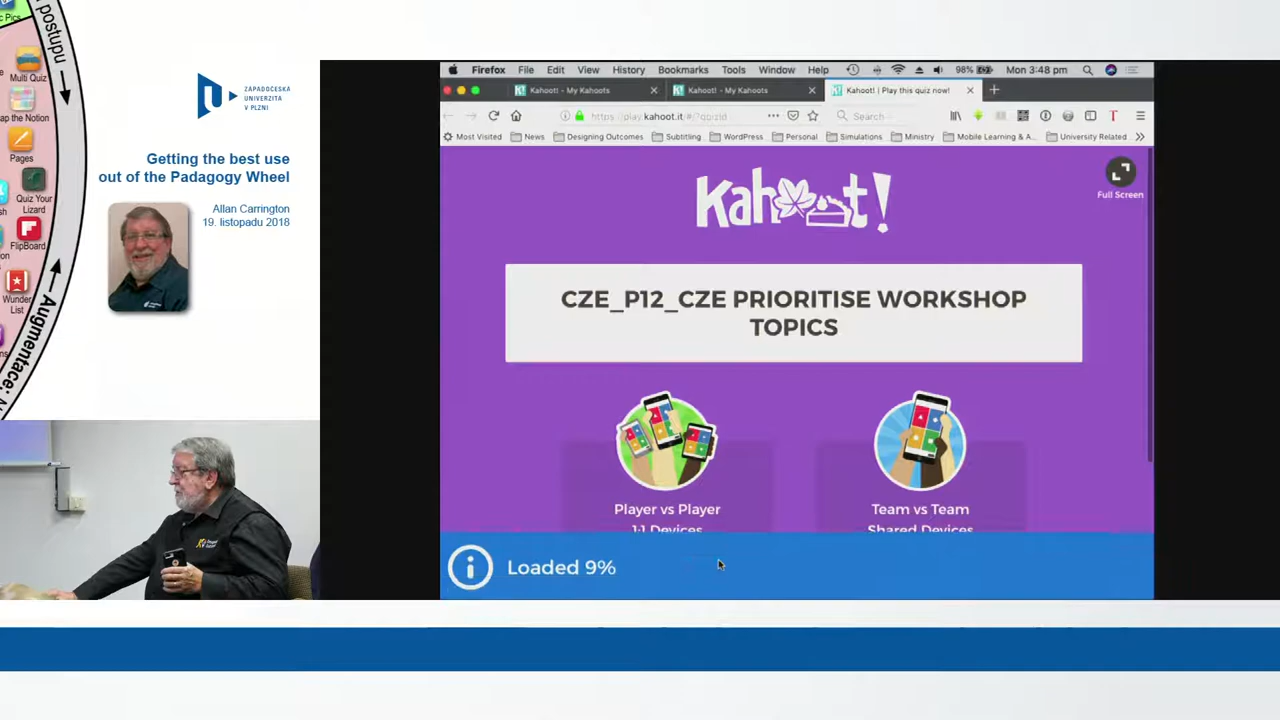 postupu
Multi Quiz
Pages
Quiz Your
Lizard
FlipBoard
Wunder
List
Augmentace:
ZÁPADOČESKÁ
UNIVERZITA
V PLZNI
Getting the best use
out of the Padagogy Wheel
Allan Carrington
19. listopadu 2018
Firefox File Edit View History Bookmarks Tools Window Help 98% Mon 3:48 pm
Kahoot! - My Kahoots Kahoot! - My Kahoots Kahoot! | Play this quiz now!
https://play.kahoot.it/#/?quizId Search
Most Visited News Designing Outcomes Subtitling WordPress Personal Simulations Ministry Mobile Learning & A... University Related
Kahoot!
Full Screen
CZE_P12_CZE PRIORITISE WORKSHOP
TOPICS
Player vs Player
1:1 Devices
Team vs Team
Shared Devices
Loaded 9%